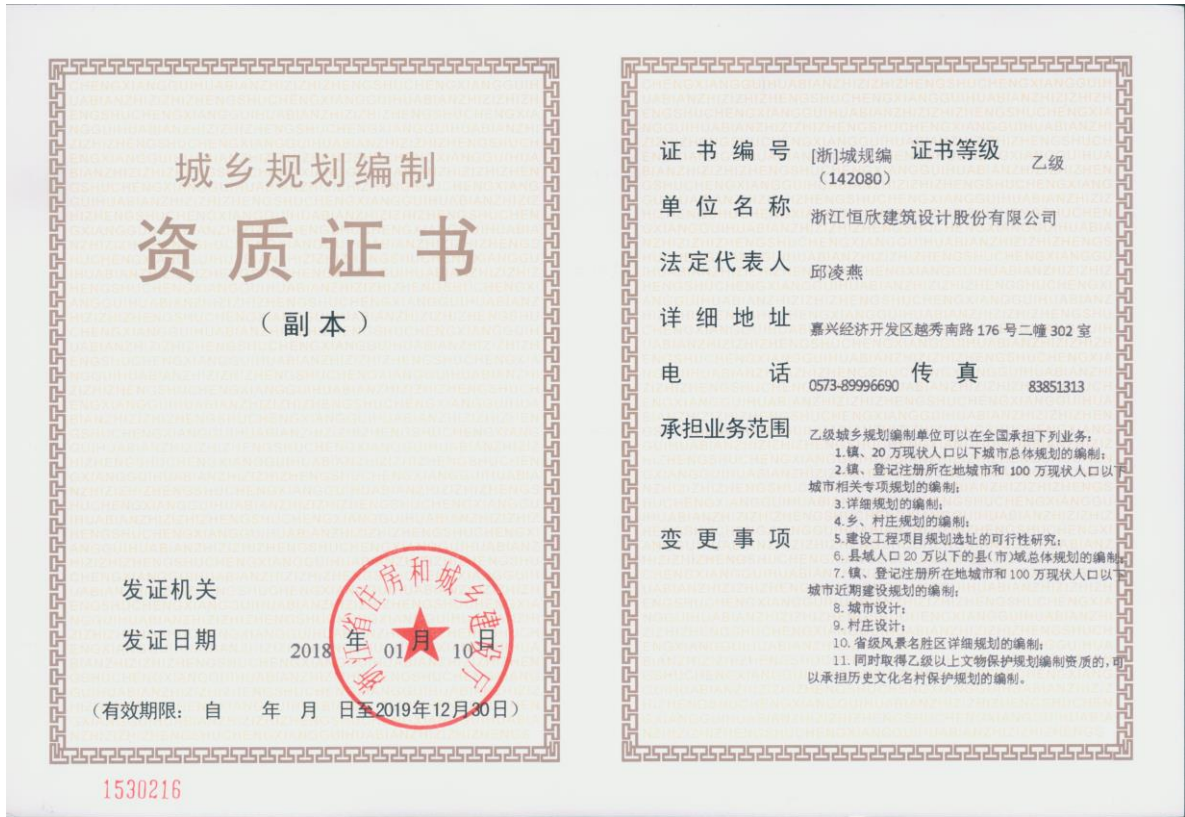 城乡规划编制
资质证书
（副本）
发证机关
发证日期 2018 年 01 月 10 日
浙江省住房和城乡建设厅
（有效期限： 自 年 月 日至2019年12月30日）
1530216
证书编号 [浙]城规编（142080） 证书等级 乙级
单位名称 浙江恒欣建筑设计股份有限公司
法定代表人 邱凌燕
详细地址 嘉兴经济开发区越秀南路 176 号二幢 302 室
电话 0573-89996690 传真 83851313
承担业务范围 乙级城乡规划编制单位可以在全国承担下列业务：
1.镇、20 万现状人口以下城市总体规划的编制；
2.镇、登记注册所在地城市和 100 万现状人口以下
城市相关专项规划的编制；
3.详细规划的编制；
4.乡、村庄规划的编制；
变更事项 5.建设工程项目规划选址的可行性研究；
6. 县域人口 20 万以下的县(市)域总体规划的编制；
7. 镇、登记注册所在地城市和 100 万现状人口以下
城市近期建设规划的编制；
8. 城市设计；
9. 村庄设计；
10. 省级风景名胜区详细规划的编制；
11. 同时取得乙级以上文物保护规划编制资质的，可
以承担历史文化名村保护规划的编制。